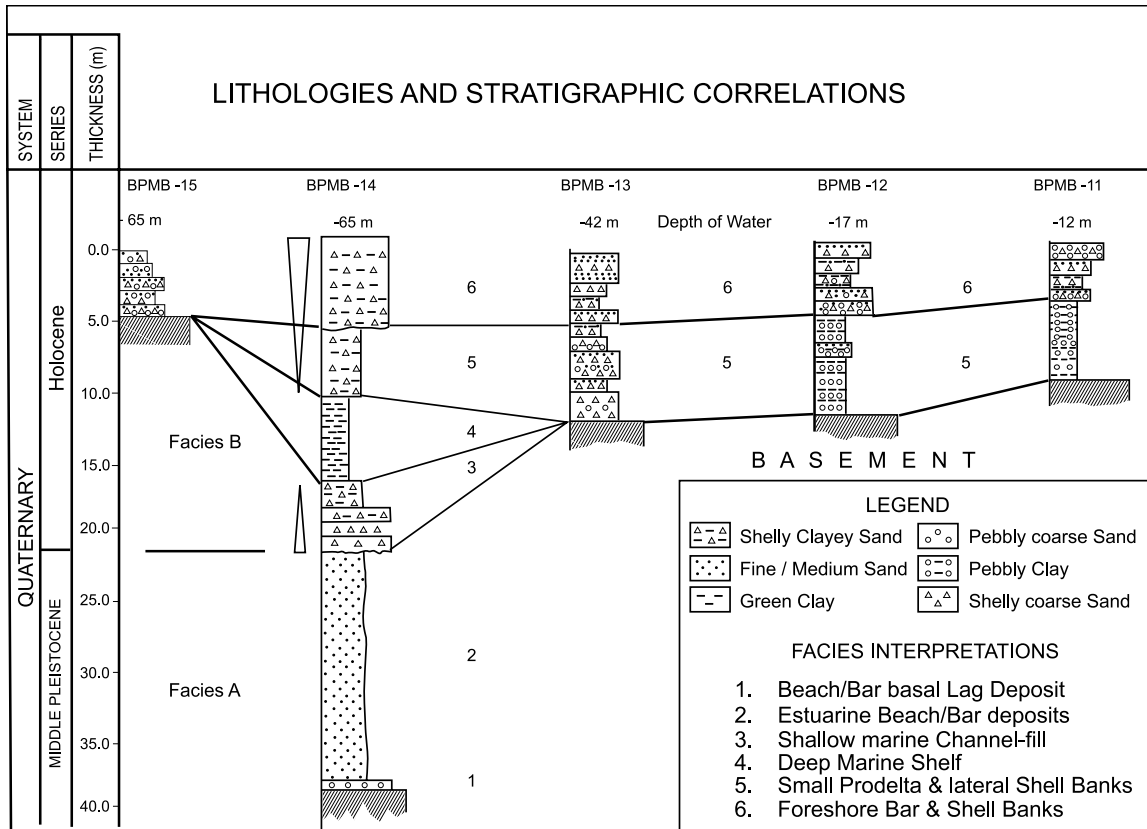 SYSTEM
SERIES
THICKNESS (m)
LITHOLOGIES AND STRATIGRAPHIC CORRELATIONS
BPMB -15 BPMB -14 BPMB -13 BPMB -12 BPMB -11
65 m -65 m -42 m Depth of Water -17 m -12 m
0.0
5.0
10.0
15.0
20.0
25.0
30.0
35.0
40.0
QUATERNARY
Holocene
MIDDLE PLEISTOCENE
Facies B
Facies A
6 6 6
5 5 5
4
3
2
1
BASEMENT
LEGEND
Shelly Clayey Sand Pebbly coarse Sand
Fine / Medium Sand Pebbly Clay
Green Clay Shelly coarse Sand
FACIES INTERPRETATIONS
1. Beach/Bar basal Lag Deposit
2. Estuarine Beach/Bar deposits
3. Shallow marine Channel-fill
4. Deep Marine Shelf
5. Small Prodelta & lateral Shell Banks
6. Foreshore Bar & Shell Banks